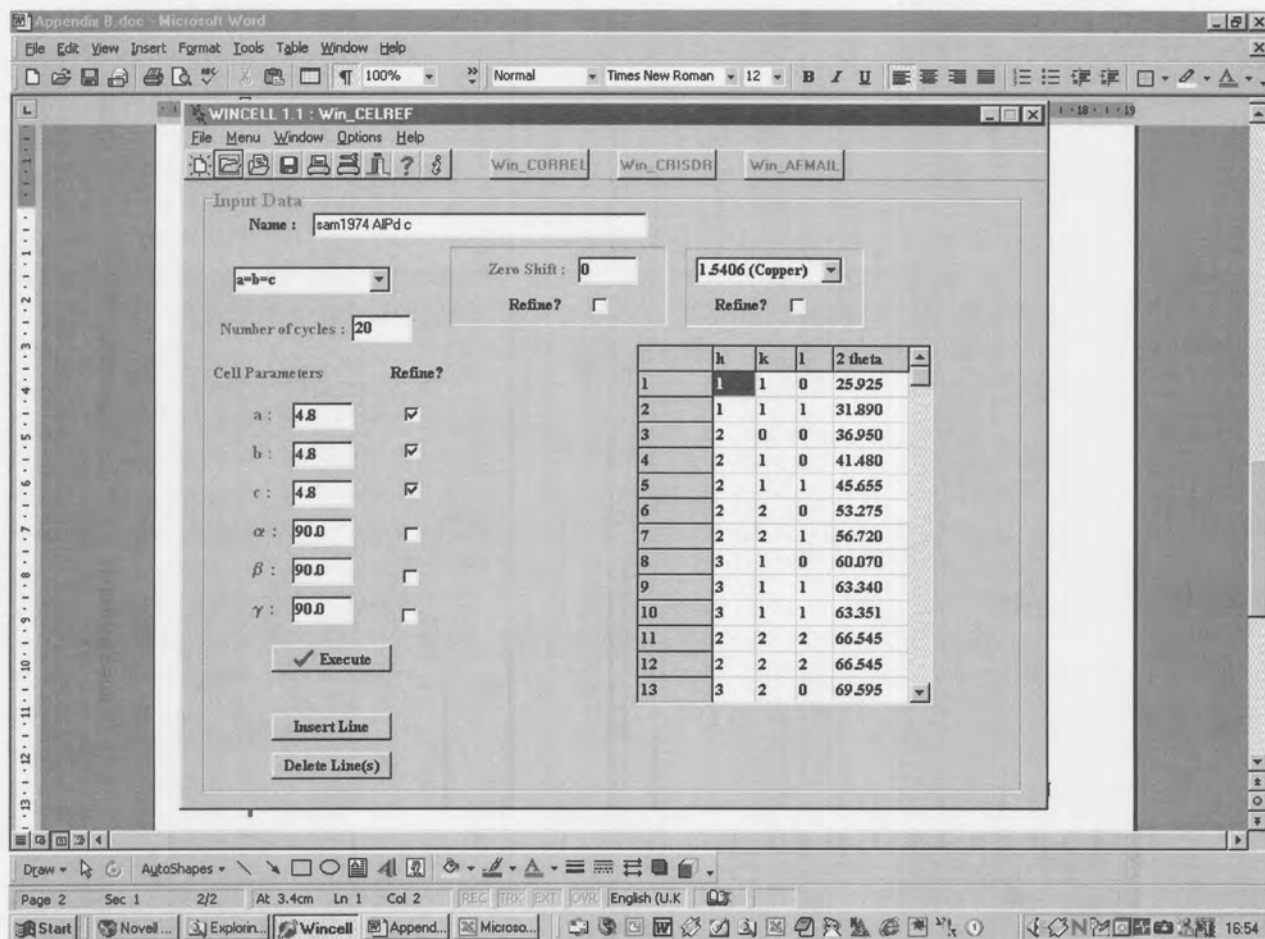 Appendix B.doc - Microsoft Word
File Edit View Insert Format Tools Table Window Help
100% Normal Times New Roman 12 B I U
WINCELL 1.1 : Win_CELREF
File Menu Window Options Help
Win_CORREL Win_CRISDR Win_AFMAIL
Input Data
Name : sam1974 AlPd c
a=b=c
Zero Shift : 0
Refine?
1.5406 (Copper)
Refine?
Number of cycles : 20
Cell Parameters Refine?
a : 4.8
b : 4.8
c : 4.8
α : 90.0
β : 90.0
γ : 90.0
Execute
Insert Line
Delete Line(s)
h k l 2 theta
1 1 1 0 25.925
2 1 1 1 31.890
3 2 0 0 36.950
4 2 1 0 41.480
5 2 1 1 45.655
6 2 2 0 53.275
7 2 2 1 56.720
8 3 1 0 60.070
9 3 1 1 63.340
10 3 1 1 63.351
11 2 2 2 66.545
12 2 2 2 66.545
13 3 2 0 69.595
Draw AutoShapes
Page 2 Sec 1 2/2 At 3.4cm Ln 1 Col 2 REC TRK EXT OVR English (U.K
Start Novell ... Explorin... Wincell Append... Microso... 16:54